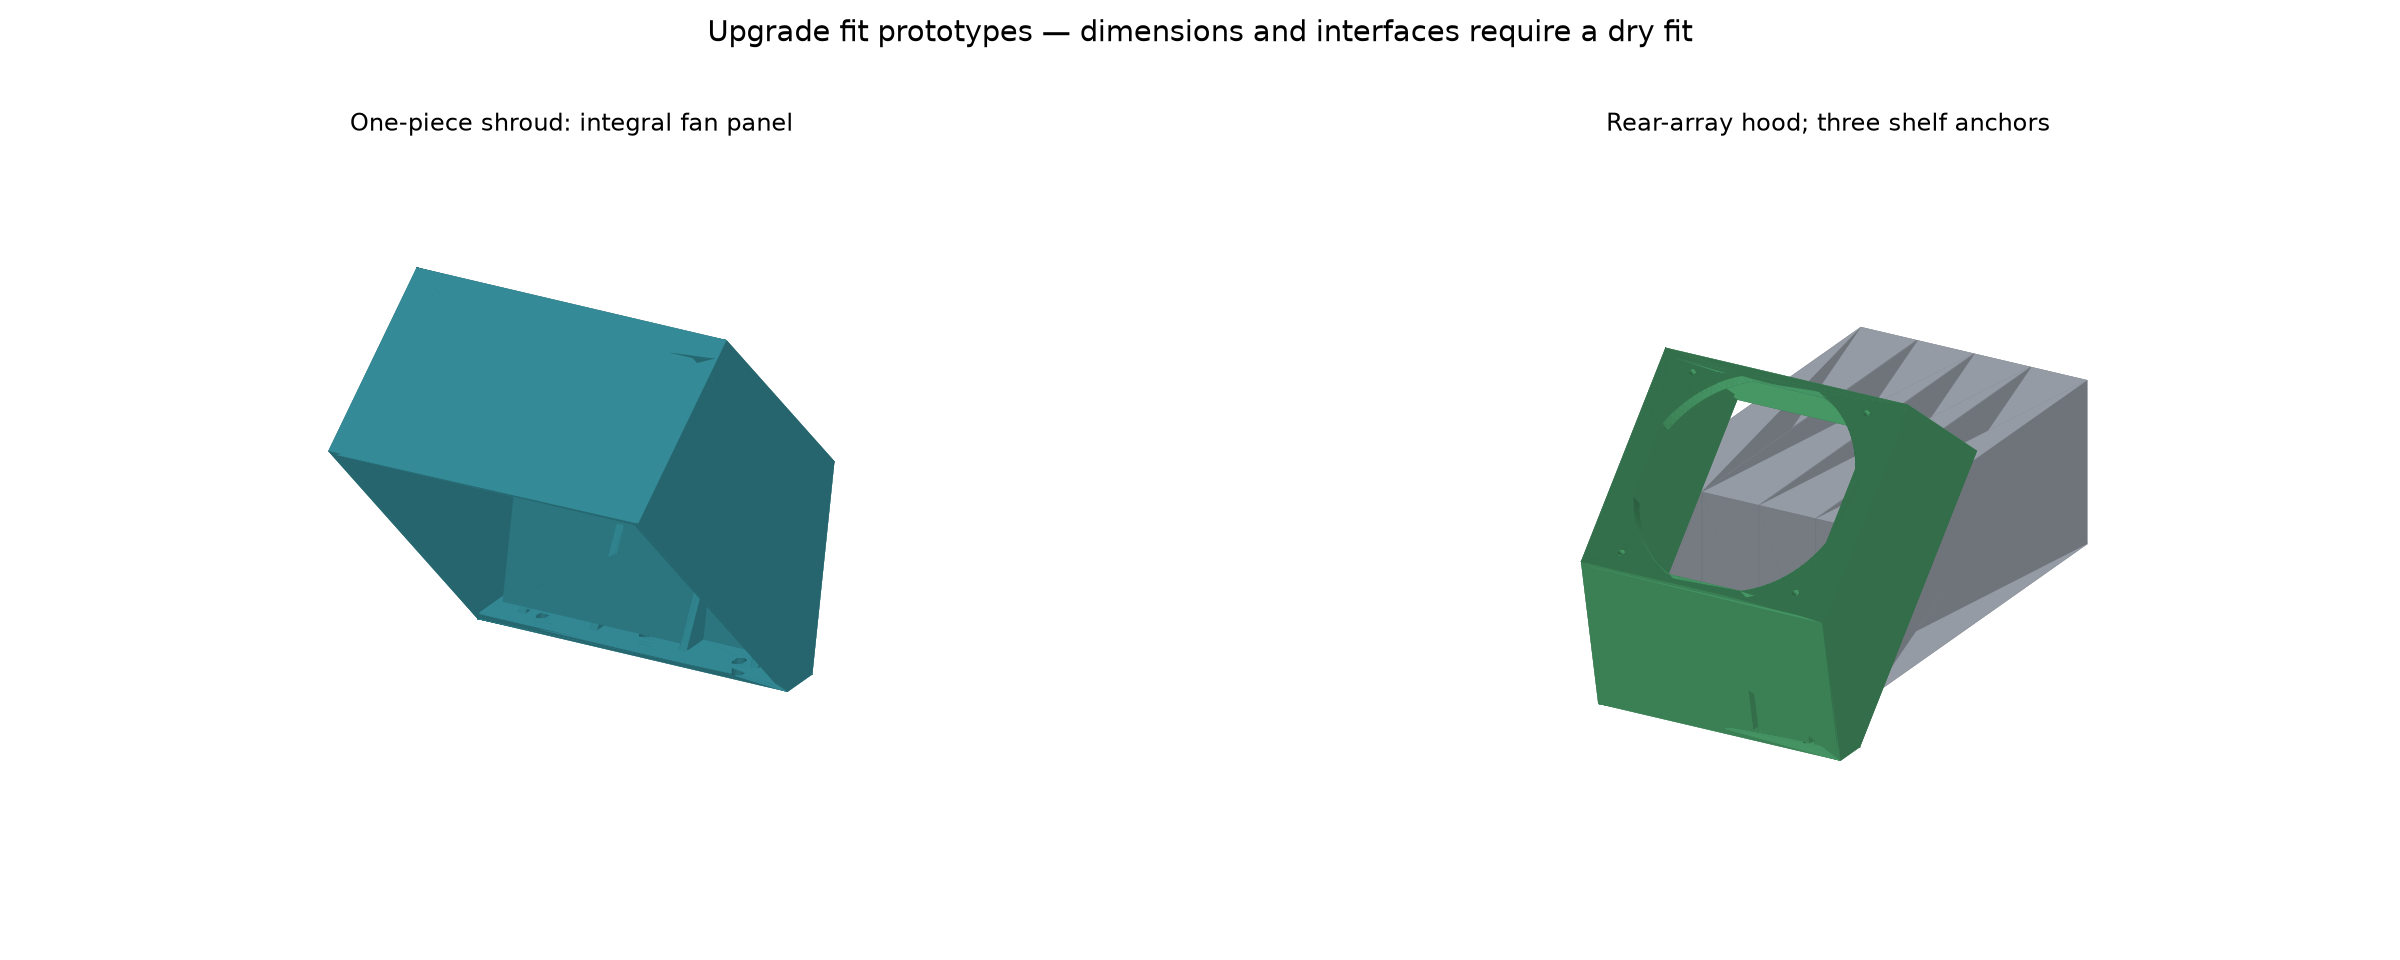 Upgrade fit prototypes — dimensions and interfaces require a dry fit
One-piece shroud: integral fan panel
Rear-array hood; three shelf anchors